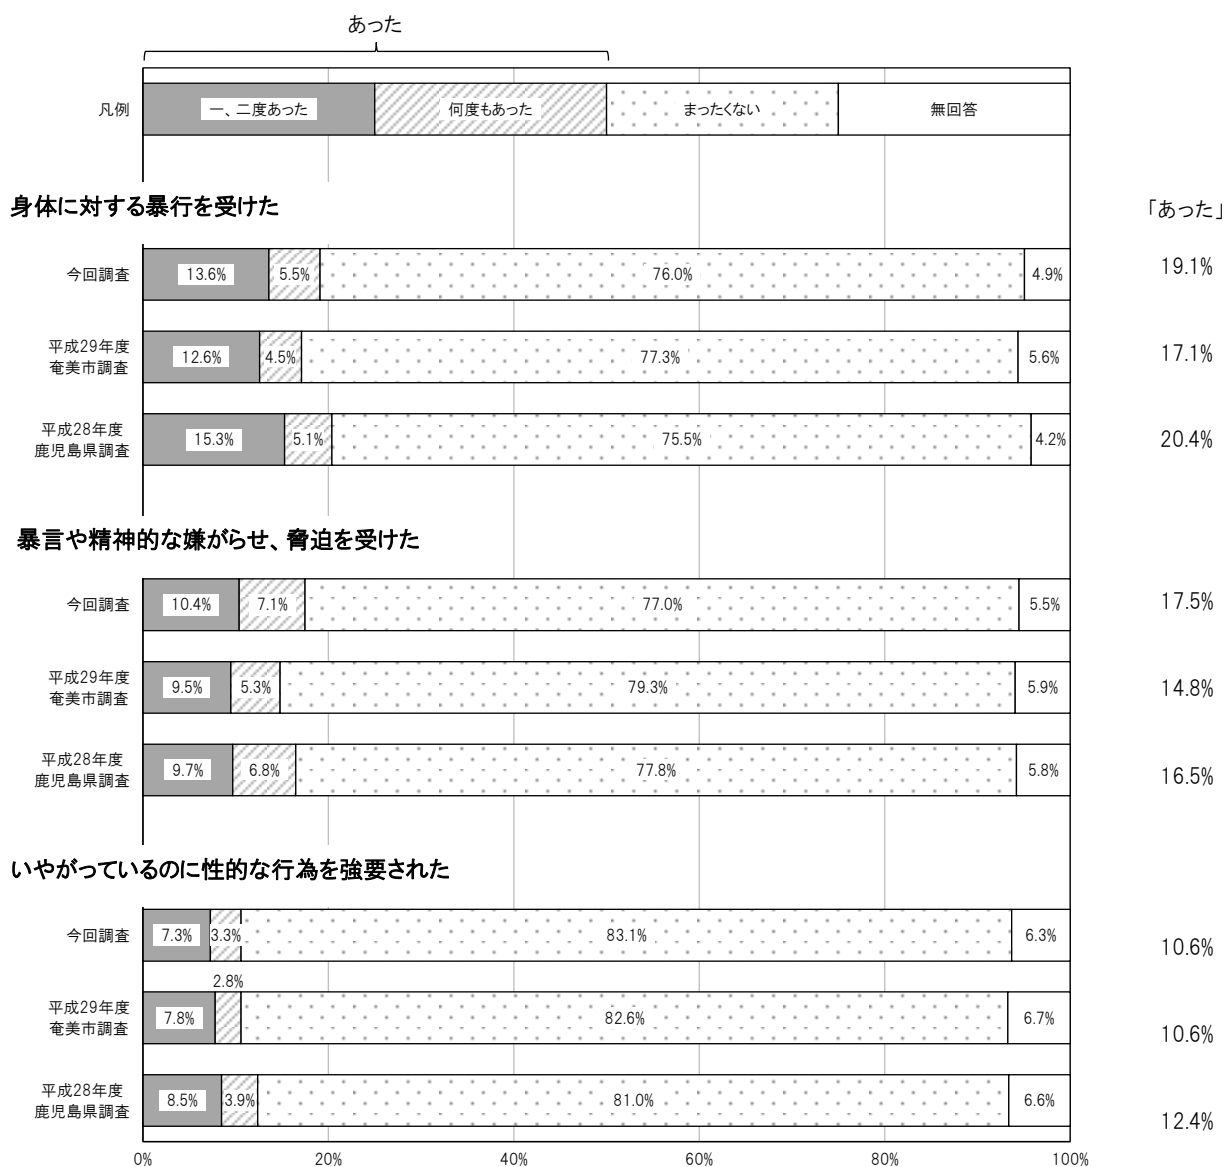 あった
凡例 一、二度あった 何度もあった まったくない 無回答
身体に対する暴行を受けた
「あった」
今回調査 13.6% 5.5% 76.0% 4.9% 19.1%
平成29年度
奄美市調査 12.6% 4.5% 77.3% 5.6% 17.1%
平成28年度
鹿児島県調査 15.3% 5.1% 75.5% 4.2% 20.4%
暴言や精神的な嫌がらせ、脅迫を受けた
今回調査 10.4% 7.1% 77.0% 5.5% 17.5%
平成29年度
奄美市調査 9.5% 5.3% 79.3% 5.9% 14.8%
平成28年度
鹿児島県調査 9.7% 6.8% 77.8% 5.8% 16.5%
いやがっているのに性的な行為を強要された
今回調査 7.3% 3.3% 83.1% 6.3% 10.6%
2.8%
平成29年度
奄美市調査 7.8% 82.6% 6.7% 10.6%
平成28年度
鹿児島県調査 8.5% 3.9% 81.0% 6.6% 12.4%
0% 20% 40% 60% 80% 100%